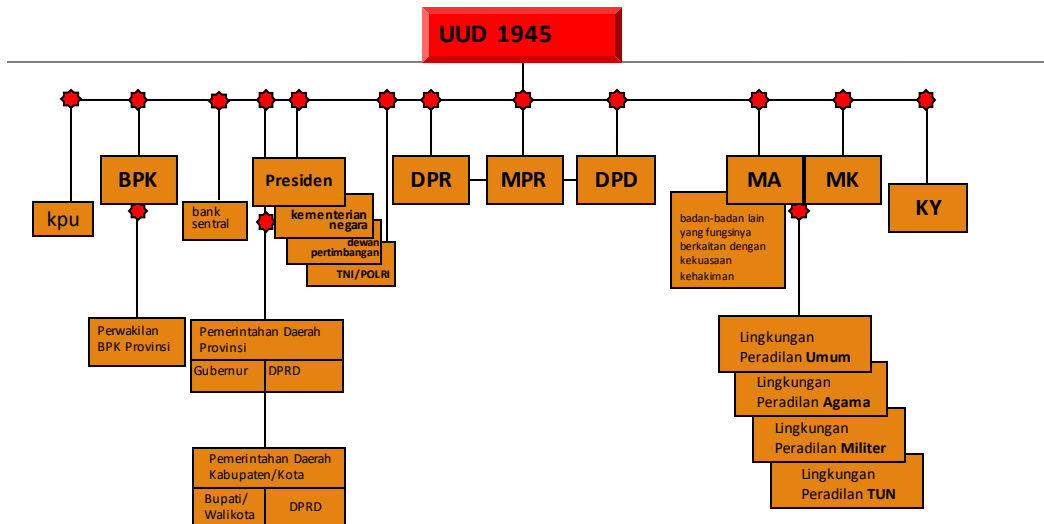 UUD 1945
kpu
BPK
bank
sentral
Presiden
kementerian
negara
dewan
pertimbangan
TNI/POLRI
DPR
MPR
DPD
MA
MK
KY
badan-badan lain
yang fungsinya
berkaitan dengan
kekuasaan
kehakiman
Perwakilan
BPK Provinsi
Pemerintahan Daerah
Provinsi
Gubernur
DPRD
Pemerintahan Daerah
Kabupaten/Kota
Bupati/
Walikota
DPRD
Lingkungan
Peradilan Umum
Lingkungan
Peradilan Agama
Lingkungan
Peradilan Militer
Lingkungan
Peradilan TUN